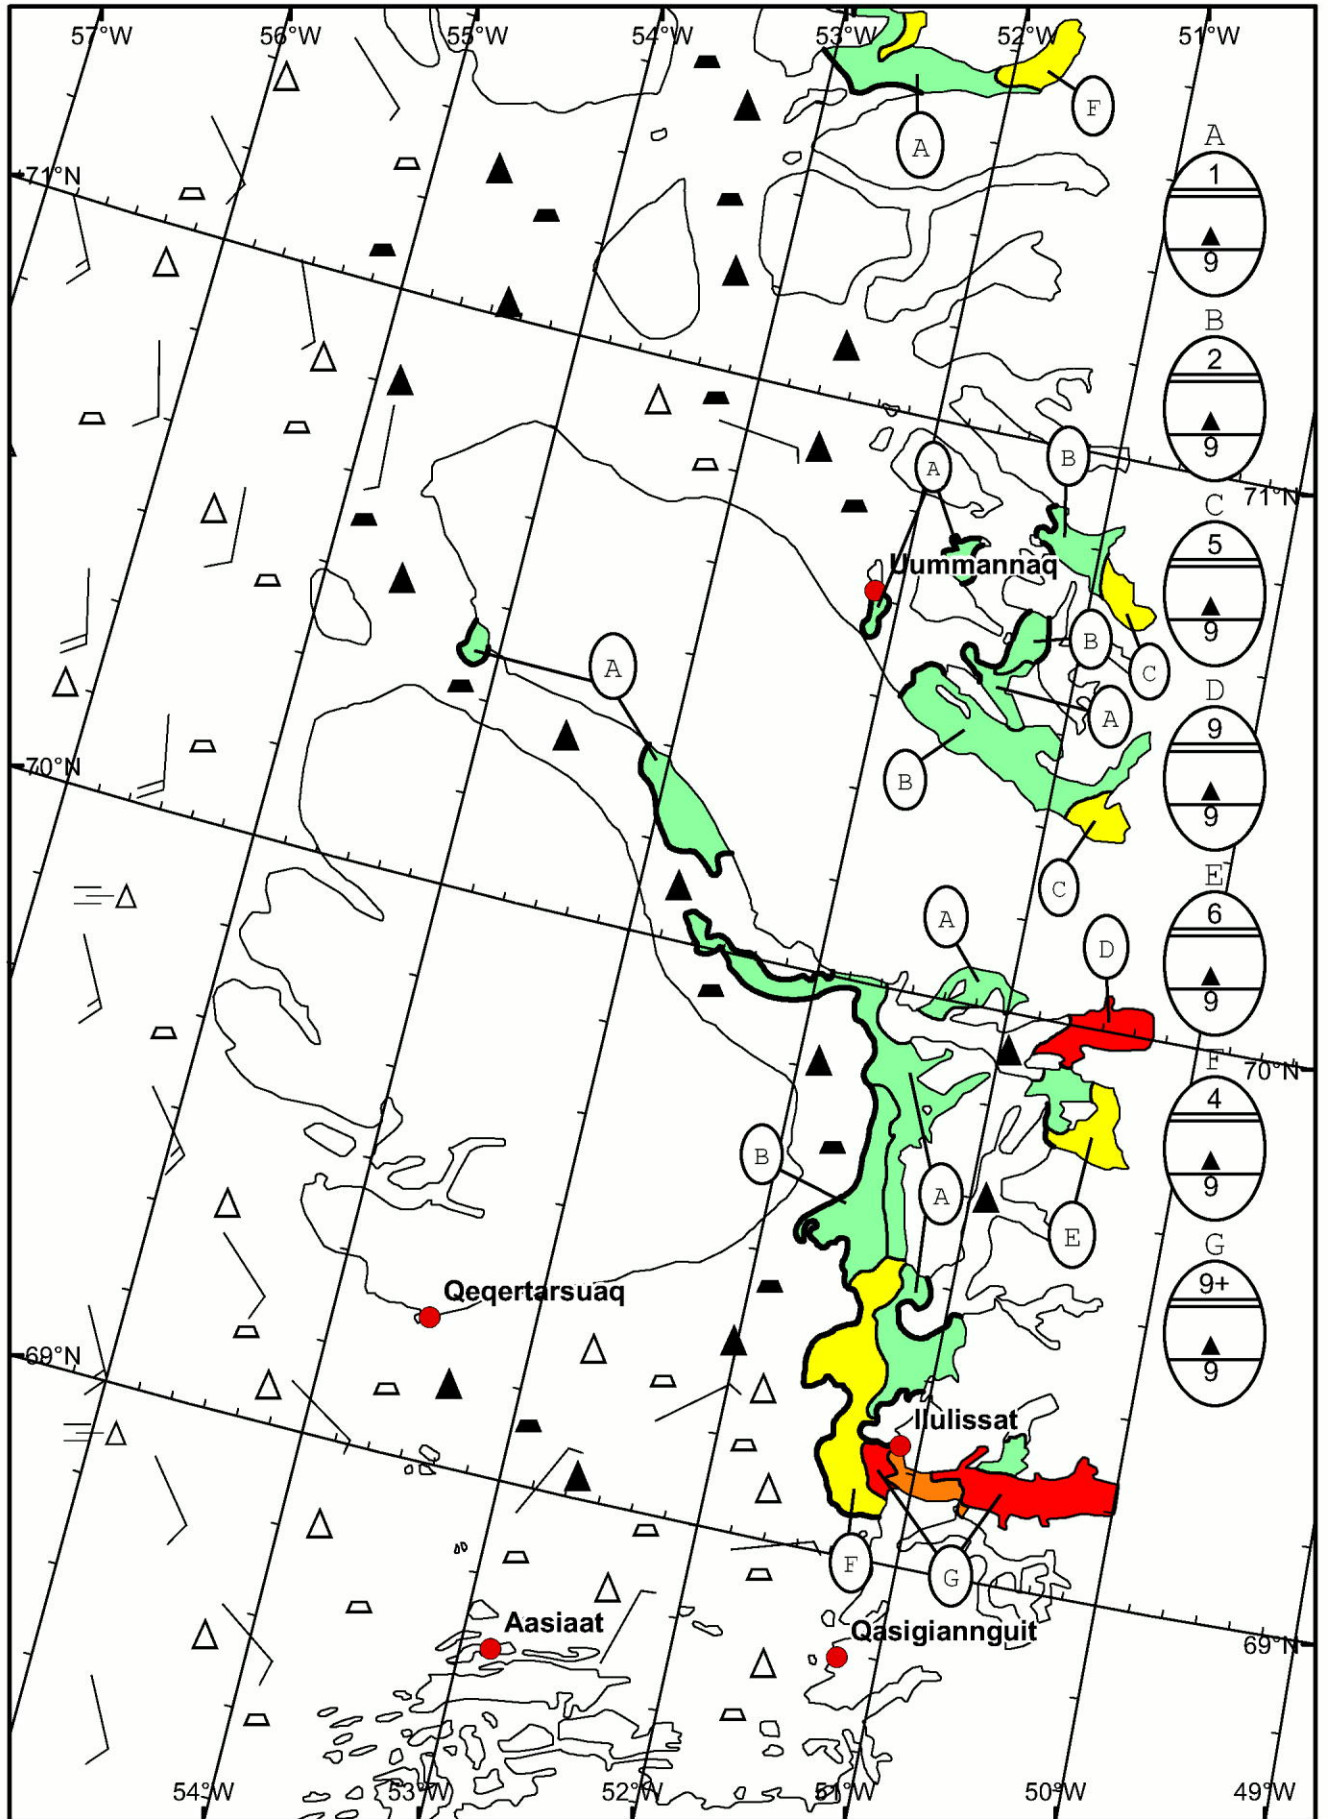 57°W 56°W 55°W 54°W 53°W 52°W 51°W
F
A
A
1
9
71°N
B
2
9
A
B
71°N
C
5
9
Uummannaq
B
A
C
A
D
9
9
B
70°N
C
E
6
9
A
D
70°N
F
4
9
B
A
E
G
9+
9
Qeqertarsuaq
69°N
Ilulissat
F
G
Aasiaat
Qasigiannguit
69°N
54°W 53°W 52°W 51°W 50°W 49°W